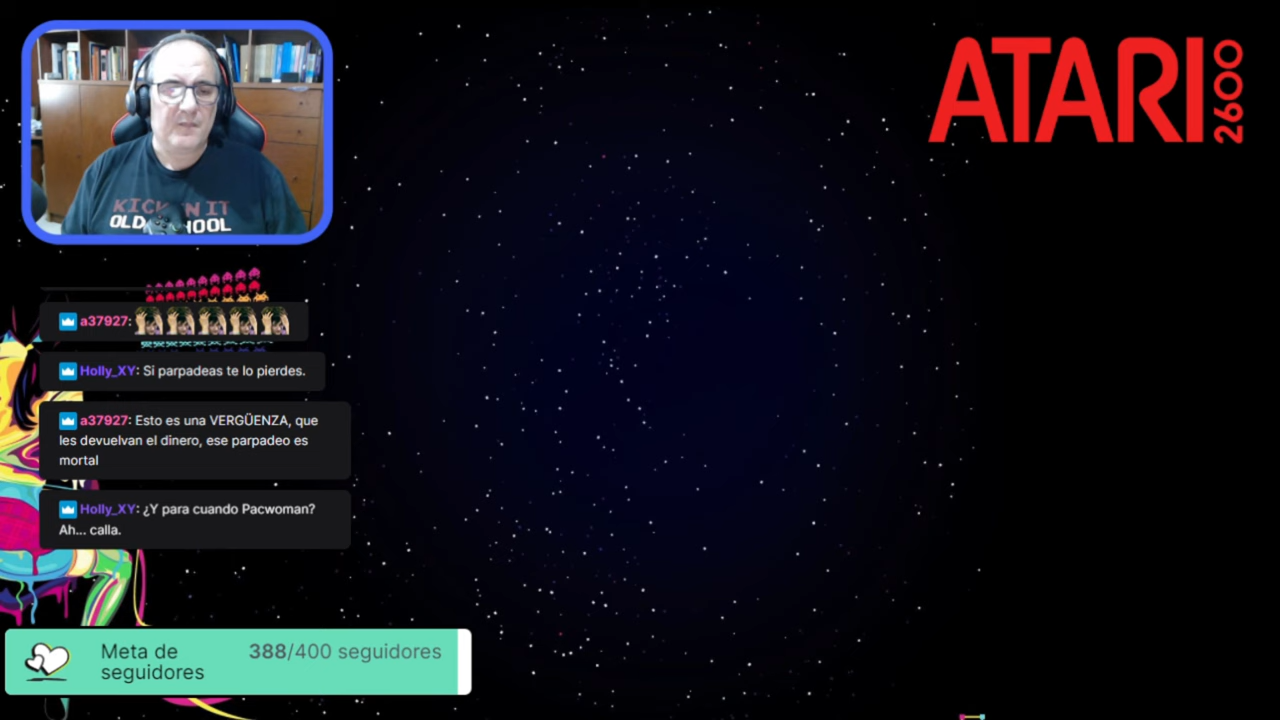 ATARI 2600
KICK IN IT
OLD SCHOOL
a37927:
Holly_XY: Si parpadeas te lo pierdes.
a37927: Esto es una VERGÜENZA, que
les devuelvan el dinero, ese parpadeo es
mortal
Holly_XY: ¿Y para cuando Pacwoman?
Ah... calla.
Meta de
seguidores
388/400 seguidores